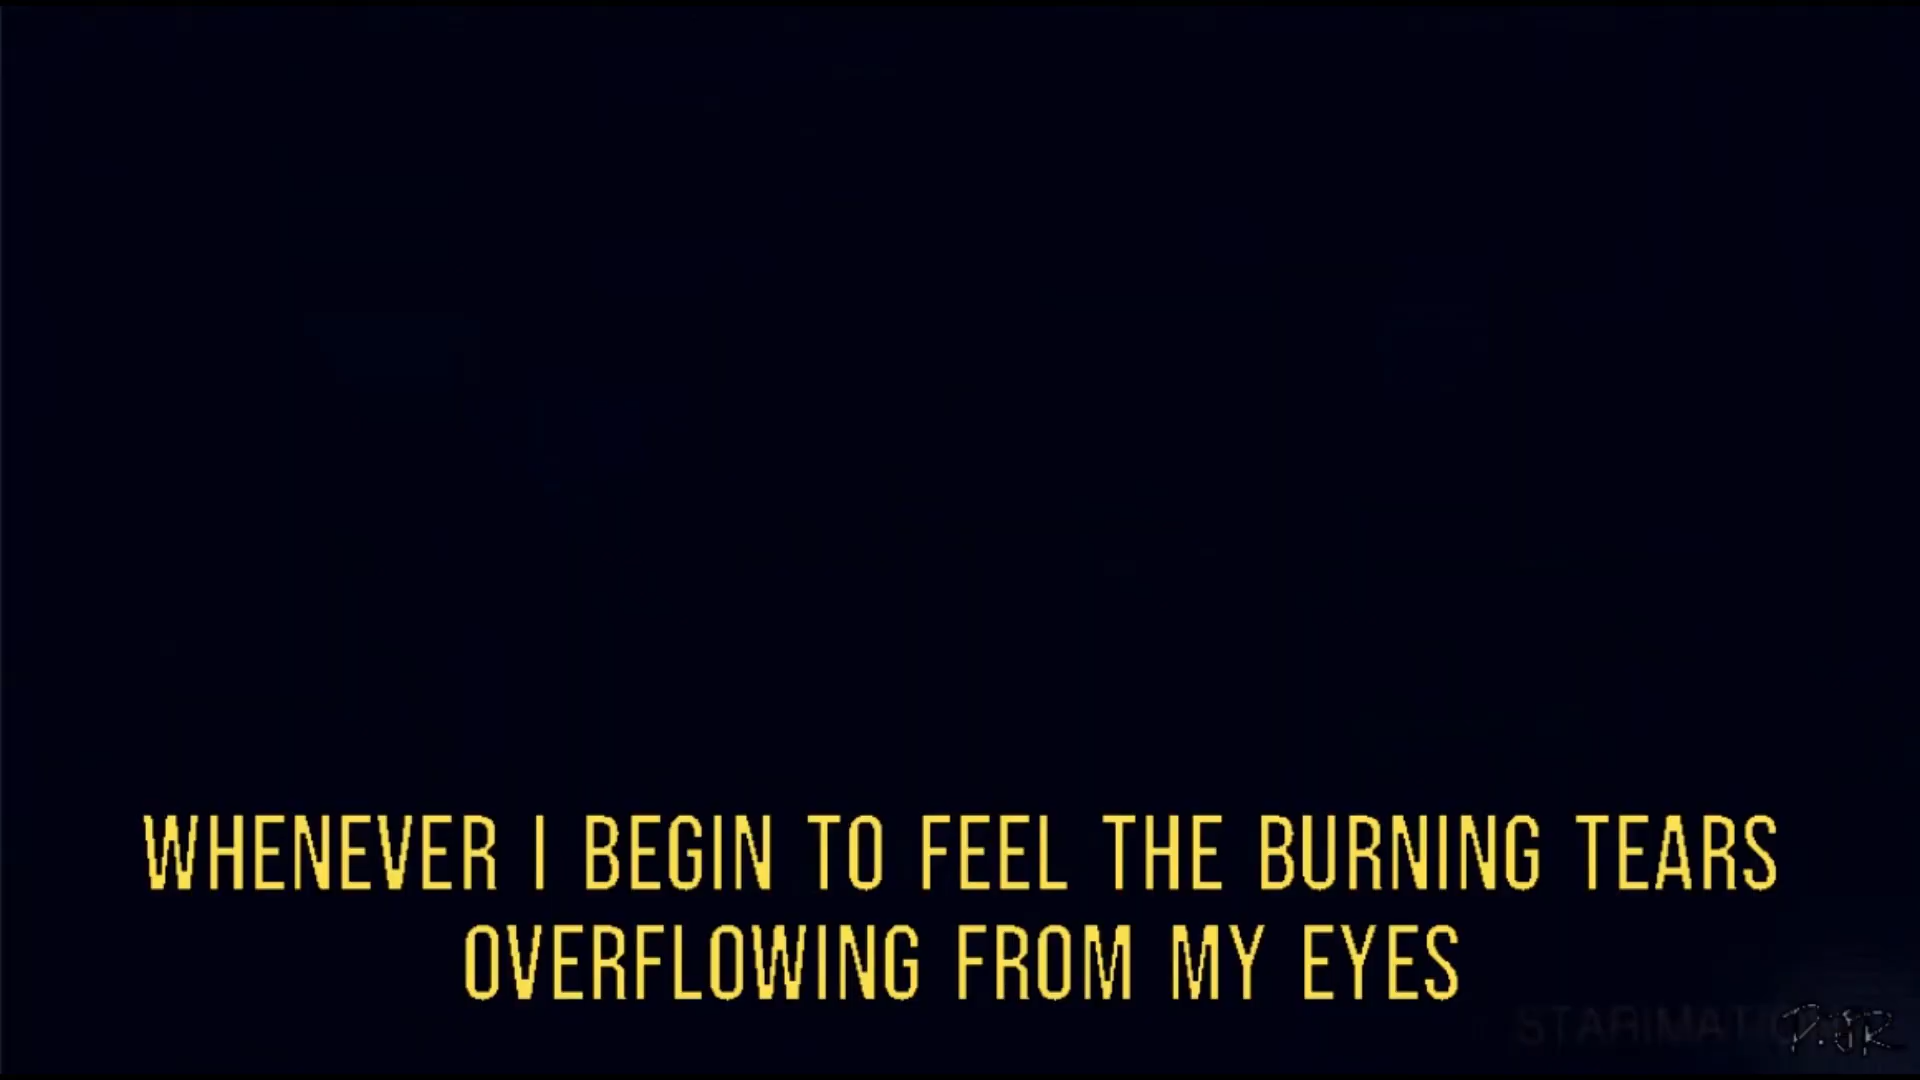 WHENEVER I BEGIN TO FEEL THE BURNING TEARS
OVERFLOWING FROM MY EYES